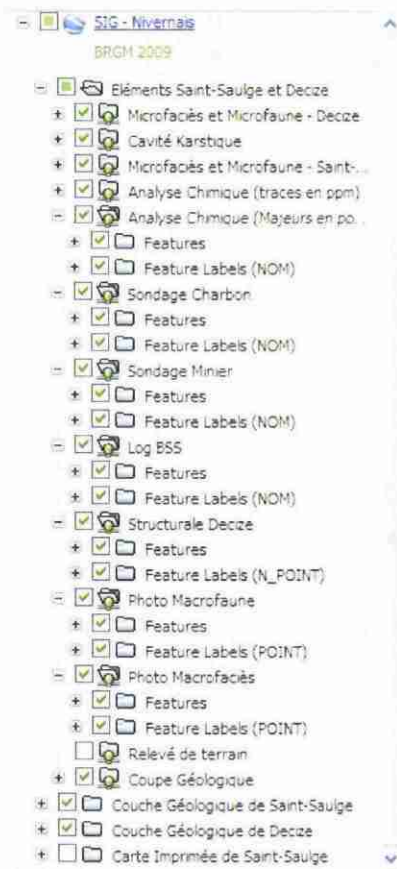 SIG - Nivernais
BRGM 2009
Eléments Saint-Saulge et Decize
Microfaciès et Microfaune - Decize
Cavité Karstique
Microfaciès et Microfaune - Saint-...
Analyse Chimique (traces en ppm)
Analyse Chimique (Majeurs en po...
Features
Feature Labels (NOM)
Sondage Charbon
Features
Feature Labels (NOM)
Sondage Minier
Features
Feature Labels (NOM)
Log BSS
Features
Feature Labels (NOM)
Structurale Decize
Features
Feature Labels (N_POINT)
Photo Macrofaune
Features
Feature Labels (POINT)
Photo Macrofaciès
Features
Feature Labels (POINT)
Relevé de terrain
Coupe Géologique
Couche Géologique de Saint-Saulge
Couche Géologique de Decize
Carte Imprimée de Saint-Saulge